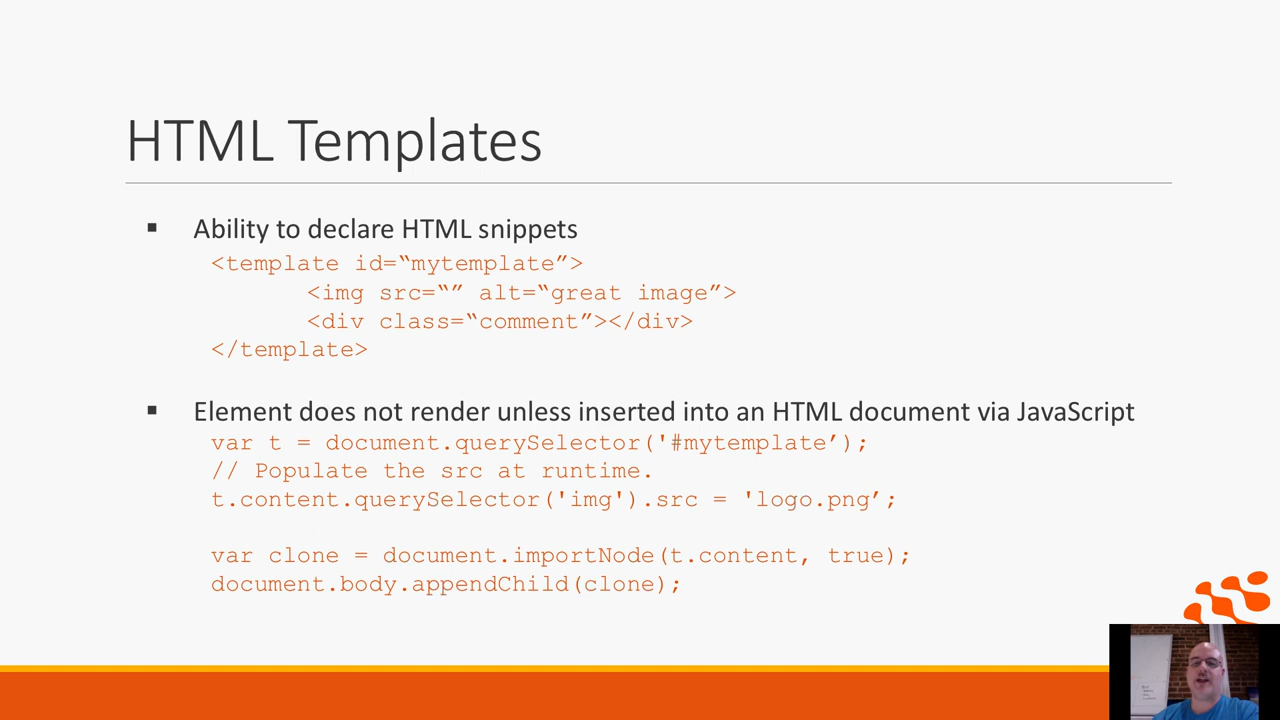 HTML Templates
▪ Ability to declare HTML snippets
<template id=“mytemplate”>
<img src=“” alt=“great image”>
<div class=“comment”></div>
</template>
▪ Element does not render unless inserted into an HTML document via JavaScript
var t = document.querySelector('#mytemplate’);
// Populate the src at runtime.
t.content.querySelector('img').src = 'logo.png’;
var clone = document.importNode(t.content, true);
document.body.appendChild(clone);